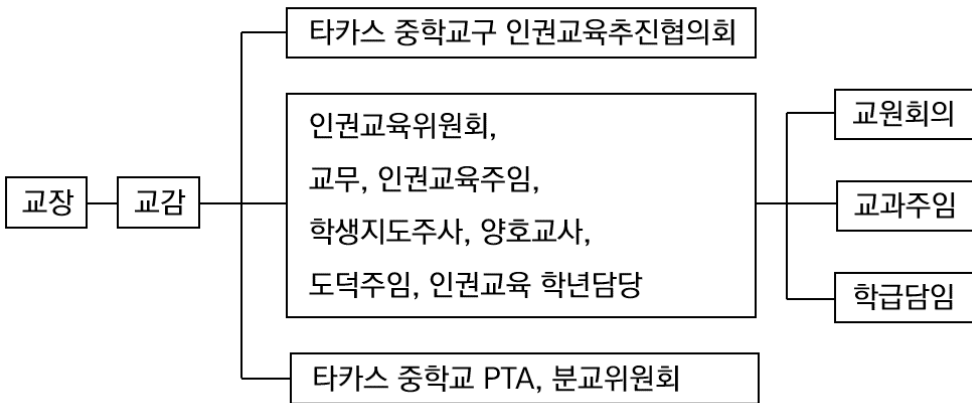 타카스 중학교구 인권교육추진협의회
교장
교감
인권교육위원회,
교무, 인권교육주임,
학생지도주사, 양호교사,
도덕주임, 인권교육 학년담당
교원회의
교과주임
학급담임
타카스 중학교 PTA, 분교위원회